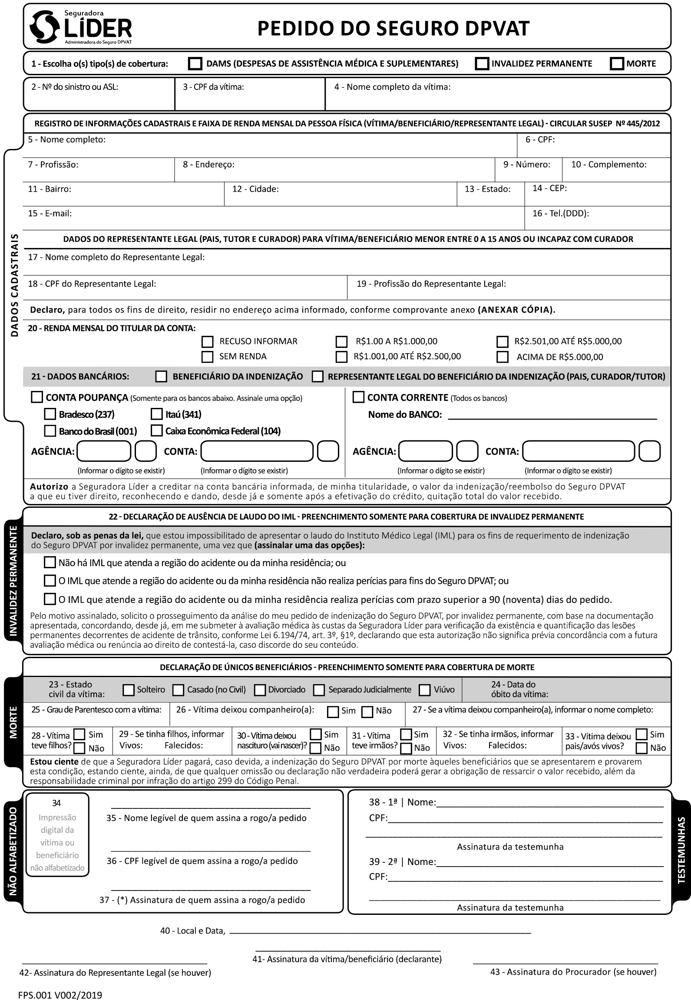 Seguradora
LÍDER
Administradora do Seguro DPVAT
PEDIDO DO SEGURO DPVAT
1 - Escolha o(s) tipo(s) de cobertura: DAMS (DESPESAS DE ASSISTÊNCIA MÉDICA E SUPLEMENTARES) INVALIDEZ PERMANENTE MORTE
2 - Nº do sinistro ou ASL: 3 - CPF da vítima: 4 - Nome completo da vítima:
DADOS CADASTRAIS
REGISTRO DE INFORMAÇÕES CADASTRAIS E FAIXA DE RENDA MENSAL DA PESSOA FÍSICA (VÍTIMA/BENEFICIÁRIO/REPRESENTANTE LEGAL) - CIRCULAR SUSEP Nº 445/2012
5 - Nome completo: 6 - CPF:
7 - Profissão: 8 - Endereço: 9 - Número: 10 - Complemento:
11 - Bairro: 12 - Cidade: 13 - Estado: 14 - CEP:
15 - E-mail: 16 - Tel.(DDD):
DADOS DO REPRESENTANTE LEGAL (PAIS, TUTOR E CURADOR) PARA VÍTIMA/BENEFICIÁRIO MENOR ENTRE 0 A 15 ANOS OU INCAPAZ COM CURADOR
17 - Nome completo do Representante Legal:
18 - CPF do Representante Legal: 19 - Profissão do Representante Legal:
Declaro, para todos os fins de direito, residir no endereço acima informado, conforme comprovante anexo (ANEXAR CÓPIA).
20 - RENDA MENSAL DO TITULAR DA CONTA:
RECUSO INFORMAR R$1.00 A R$1.000,00 R$2.501,00 ATÉ R$5.000,00
SEM RENDA R$1.001,00 ATÉ R$2.500,00 ACIMA DE R$5.000,00
21 - DADOS BANCÁRIOS: BENEFICIÁRIO DA INDENIZAÇÃO REPRESENTANTE LEGAL DO BENEFICIÁRIO DA INDENIZAÇÃO (PAIS, CURADOR/TUTOR)
CONTA POUPANÇA (Somente para os bancos abaixo. Assinale uma opção) CONTA CORRENTE (Todos os bancos)
Bradesco (237) Itaú (341) Nome do BANCO:
Banco do Brasil (001) Caixa Econômica Federal (104)
AGÊNCIA: CONTA: AGÊNCIA: CONTA:
(Informar o dígito se existir) (Informar o dígito se existir) (Informar o dígito se existir) (Informar o dígito se existir)
Autorizo a Seguradora Líder a creditar na conta bancária informada, de minha titularidade, o valor da indenização/reembolso do Seguro DPVAT
a que eu tiver direito, reconhecendo e dando, desde já e somente após a efetivação do crédito, quitação total do valor recebido.
INVALIDEZ PERMANENTE
22 - DECLARAÇÃO DE AUSÊNCIA DE LAUDO DO IML - PREENCHIMENTO SOMENTE PARA COBERTURA DE INVALIDEZ PERMANENTE
Declaro, sob as penas da lei, que estou impossibilitado de apresentar o laudo do Instituto Médico Legal (IML) para os fins de requerimento de indenização
do Seguro DPVAT por invalidez permanente, uma vez que (assinalar uma das opções):
Não há IML que atenda a região do acidente ou da minha residência; ou
O IML que atende a região do acidente ou da minha residência não realiza perícias para fins do Seguro DPVAT; ou
O IML que atende a região do acidente ou da minha residência realiza perícias com prazo superior a 90 (noventa) dias do pedido.
Pelo motivo assinalado, solicito o prosseguimento da análise do meu pedido de indenização do Seguro DPVAT, por invalidez permanente, com base na documentação
apresentada, concordando, desde já, em me submeter à avaliação médica às custas da Seguradora Líder para verificação da existência e quantificação das lesões
permanentes decorrentes de acidente de trânsito, conforme Lei 6.194/74, art. 3º, §1º, declarando que esta autorização não significa prévia concordância com a futura
avaliação médica ou renúncia ao direito de contestá-la, caso discorde do seu conteúdo.
MORTE
DECLARAÇÃO DE ÚNICOS BENEFICIÁRIOS - PREENCHIMENTO SOMENTE PARA COBERTURA DE MORTE
23 - Estado
civil da vítima: Solteiro Casado (no Civil) Divorciado Separado Judicialmente Viúvo
24 - Data do
óbito da vítima:
25 - Grau de Parentesco com a vítima: 26 - Vítima deixou companheiro(a): Sim Não 27 - Se a vítima deixou companheiro(a), informar o nome completo:
28 - Vítima
teve filhos? Sim
Não
29 - Se tinha filhos, informar
Vivos: Falecidos:
30 - Vítima deixou
nascituro (vai nascer)? Sim
Não
31 - Vítima
teve irmãos? Sim
Não
32 - Se tinha irmãos, informar
Vivos: Falecidos:
33 - Vítima deixou
pais/avós vivos? Sim
Não
Estou ciente de que a Seguradora Líder pagará, caso devida, a indenização do Seguro DPVAT por morte àqueles beneficiários que se apresentarem e provarem
esta condição, estando ciente, ainda, de que qualquer omissão ou declaração não verdadeira poderá gerar a obrigação de ressarcir o valor recebido, além da
responsabilidade criminal por infração do artigo 299 do Código Penal.
NÃO ALFABETIZADO
34
Impressão
digital da
vítima ou
beneficiário
não alfabetizado
35 - Nome legível de quem assina a rogo/a pedido
36 - CPF legível de quem assina a rogo/a pedido
37 - (*) Assinatura de quem assina a rogo/a pedido
TESTEMUNHAS
38 - 1ª | Nome:
CPF:
Assinatura da testemunha
39 - 2ª | Nome:
CPF:
Assinatura da testemunha
40 - Local e Data,
41- Assinatura da vítima/beneficiário (declarante)
42- Assinatura do Representante Legal (se houver)
43 - Assinatura do Procurador (se houver)
FPS.001 V002/2019